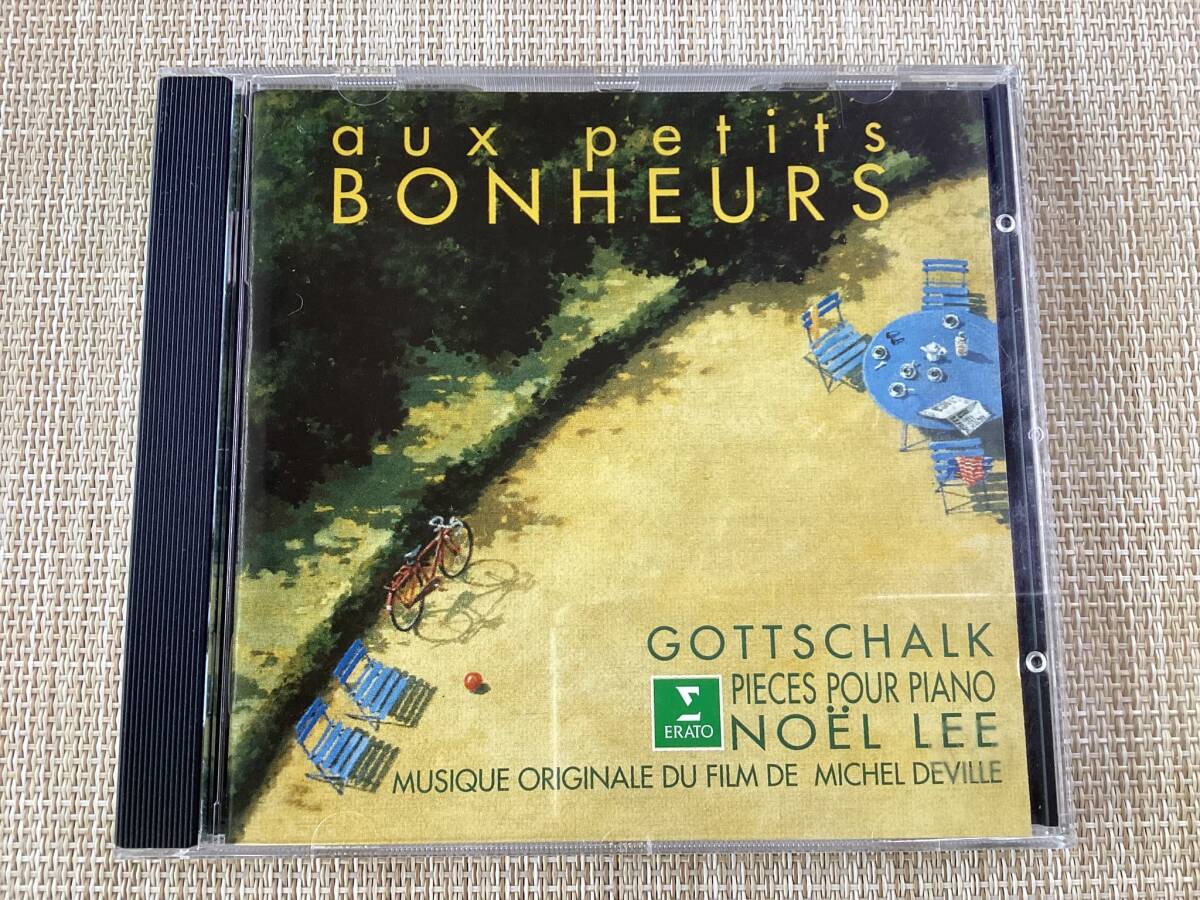 aux petits
BONHEURS
GOTTSCHALK
PIECES POUR PIANO
ERATO
NOËL LEE
MUSIQUE ORIGINALE DU FILM DE MICHEL DEVILLE